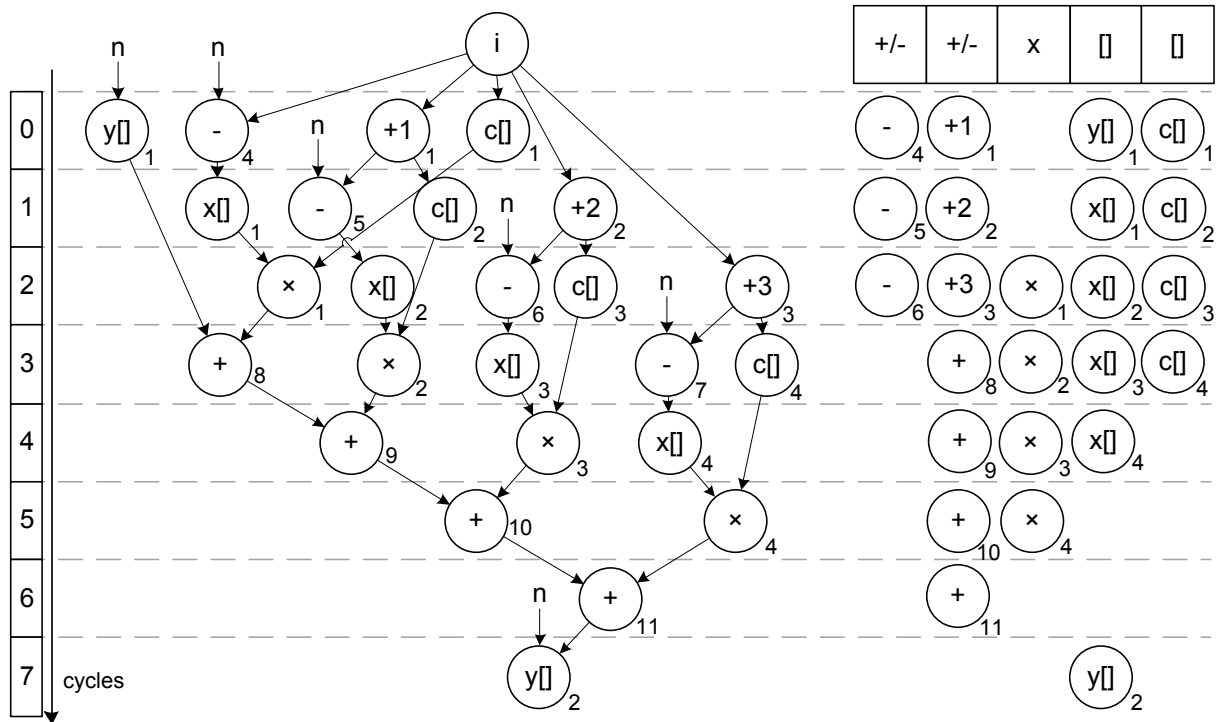 i
+/- +/- x [] []
n n
0 y[] 1 - 4 +1 1 c[] 1 - 4 +1 1 y[] 1 c[] 1
n
1 x[] 1 - 5 c[] 2 +2 2 - 5 +2 2 x[] 1 c[] 2
n
2 × 1 x[] 2 - 6 c[] 3 +3 3 - 6 +3 3 × 1 x[] 2 c[] 3
n
3 + 8 × 2 x[] 3 - 7 c[] 4 + 8 × 2 x[] 3 c[] 4
4 + 9 × 3 x[] 4 + 9 × 3 x[] 4
5 + 10 × 4 + 10 × 4
6 n + 11 + 11
7 cycles y[] 2 y[] 2